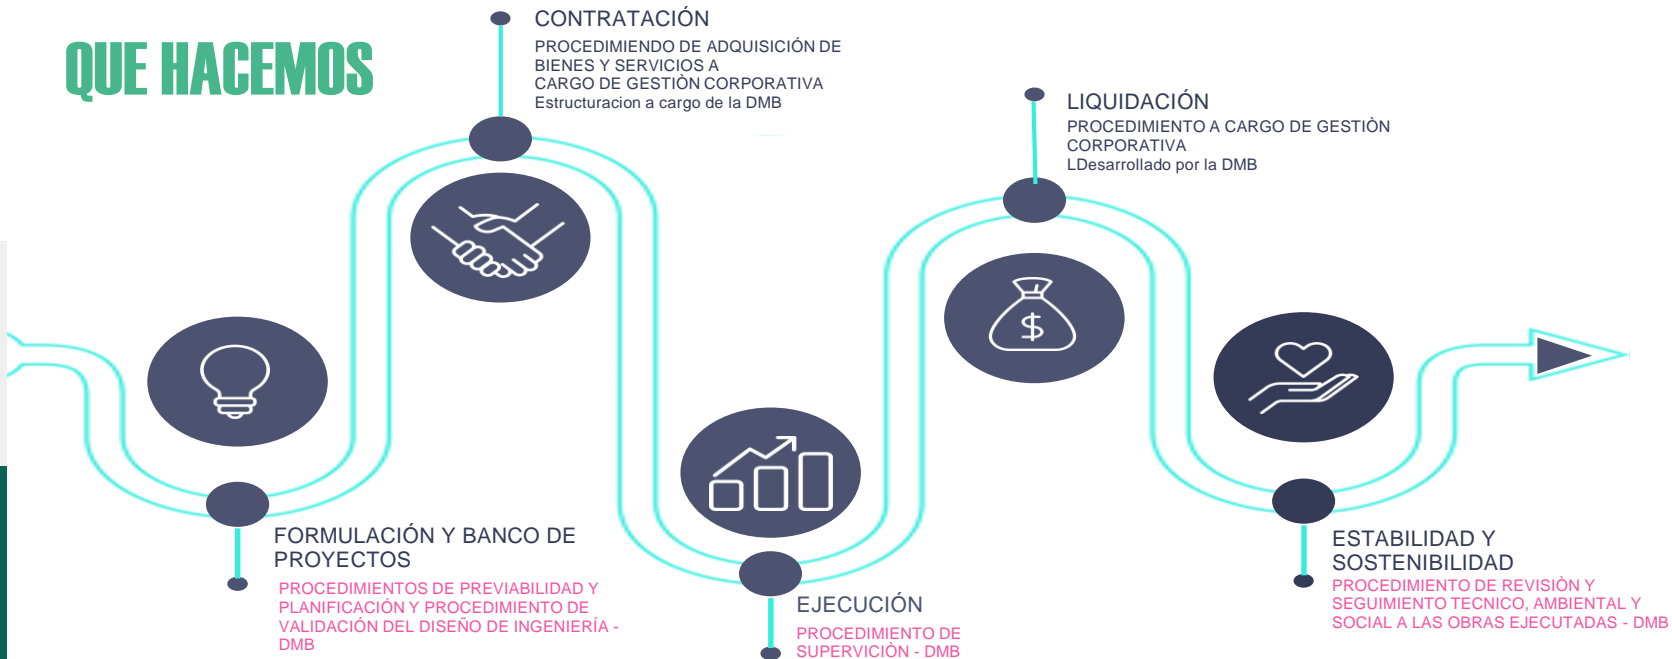 QUE HACEMOS
CONTRATACIÓN
PROCEDIMIENDO DE ADQUISICIÓN DE
BIENES Y SERVICIOS A
CARGO DE GESTIÒN CORPORATIVA
Estructuracion a cargo de la DMB
LIQUIDACIÓN
PROCEDIMIENTO A CARGO DE GESTIÒN
CORPORATIVA
LDesarrollado por la DMB
$
FORMULACIÓN Y BANCO DE
PROYECTOS
PROCEDIMIENTOS DE PREVIABILIDAD Y
PLANIFICACIÓN Y PROCEDIMIENTO DE
VALIDACIÓN DEL DISEÑO DE INGENIERÍA -
DMB
EJECUCIÓN
PROCEDIMIENTO DE
SUPERVICIÒN - DMB
ESTABILIDAD Y
SOSTENIBILIDAD
PROCEDIMIENTO DE REVISIÒN Y
SEGUIMIENTO TECNICO, AMBIENTAL Y
SOCIAL A LAS OBRAS EJECUTADAS - DMB